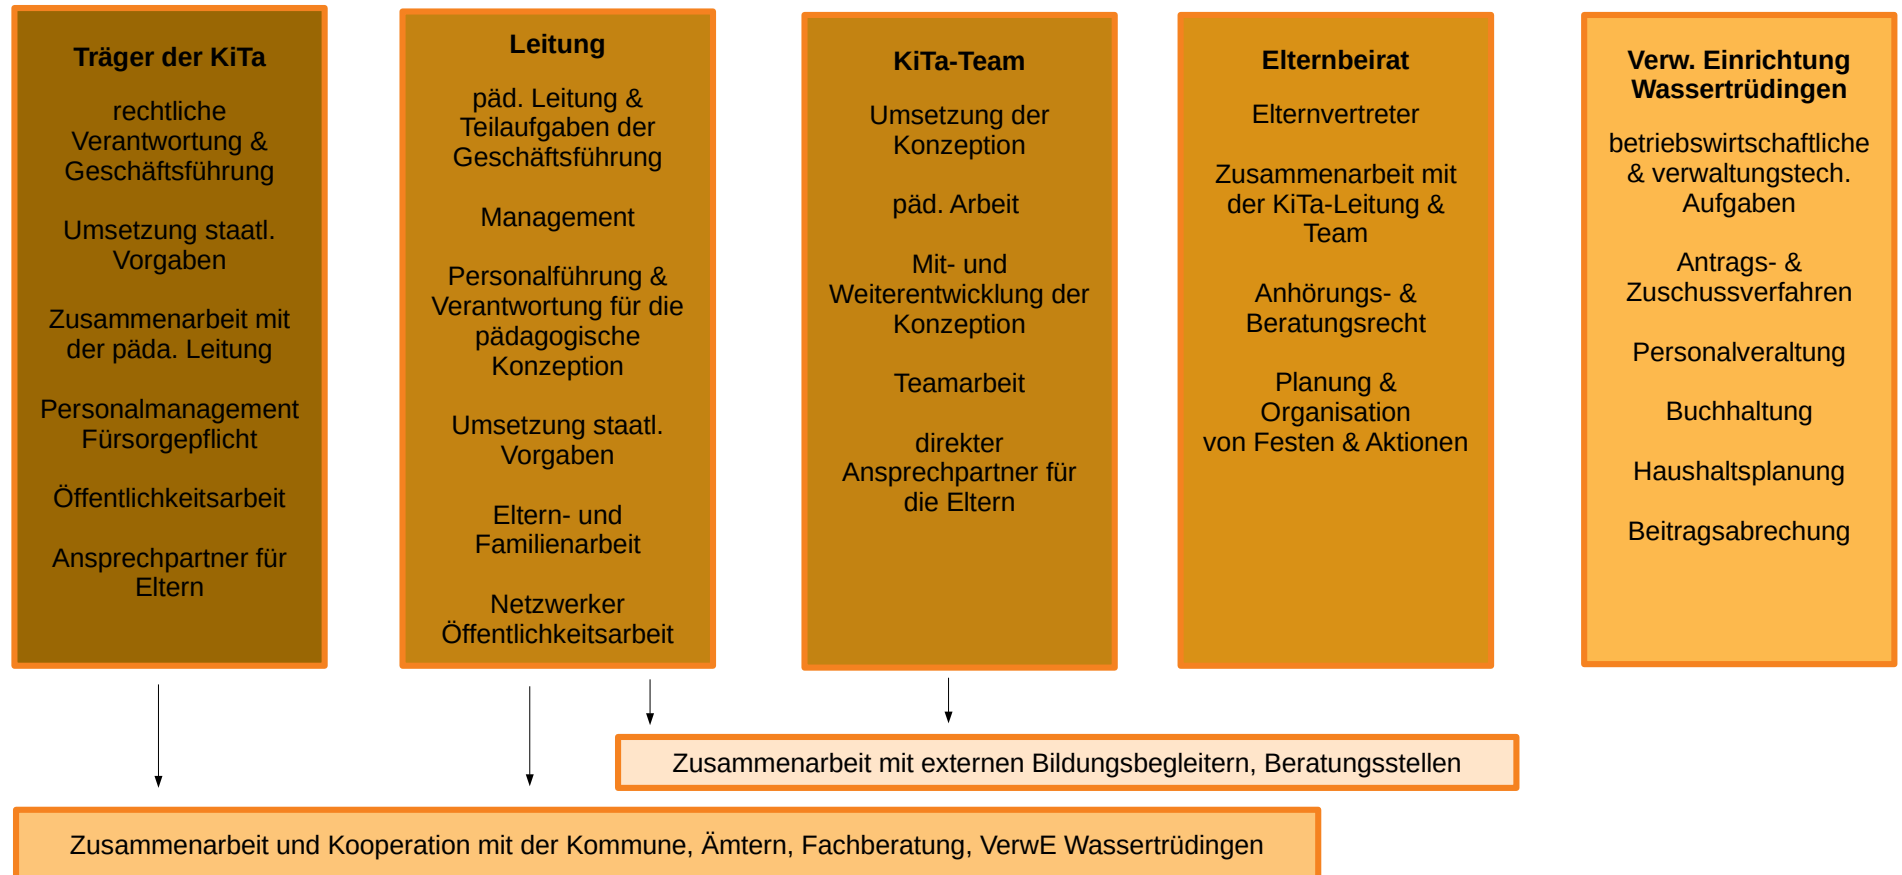 Träger der KiTa
rechtliche
Verantwortung &
Geschäftsführung
Umsetzung staatl.
Vorgaben
Zusammenarbeit mit
der päda. Leitung
Personalmanagement
Fürsorgepflicht
Öffentlichkeitsarbeit
Ansprechpartner für
Eltern
Leitung
päd. Leitung &
Teilaufgaben der
Geschäftsführung
Management
Personalführung &
Verantwortung für die
pädagogische
Konzeption
Umsetzung staatl.
Vorgaben
Eltern- und
Familienarbeit
Netzwerker
Öffentlichkeitsarbeit
KiTa-Team
Umsetzung der
Konzeption
päd. Arbeit
Mit- und
Weiterentwicklung der
Konzeption
Teamarbeit
direkter
Ansprechpartner für
die Eltern
Elternbeirat
Elternvertreter
Zusammenarbeit mit
der KiTa-Leitung &
Team
Anhörungs- &
Beratungsrecht
Planung &
Organisation
von Festen & Aktionen
Verw. Einrichtung
Wassertrüdingen
betriebswirtschaftliche
& verwaltungstech.
Aufgaben
Antrags- &
Zuschussverfahren
Personalveraltung
Buchhaltung
Haushaltsplanung
Beitragsabrechung
Zusammenarbeit mit externen Bildungsbegleitern, Beratungsstellen
Zusammenarbeit und Kooperation mit der Kommune, Ämtern, Fachberatung, VerwE Wassertrüdingen